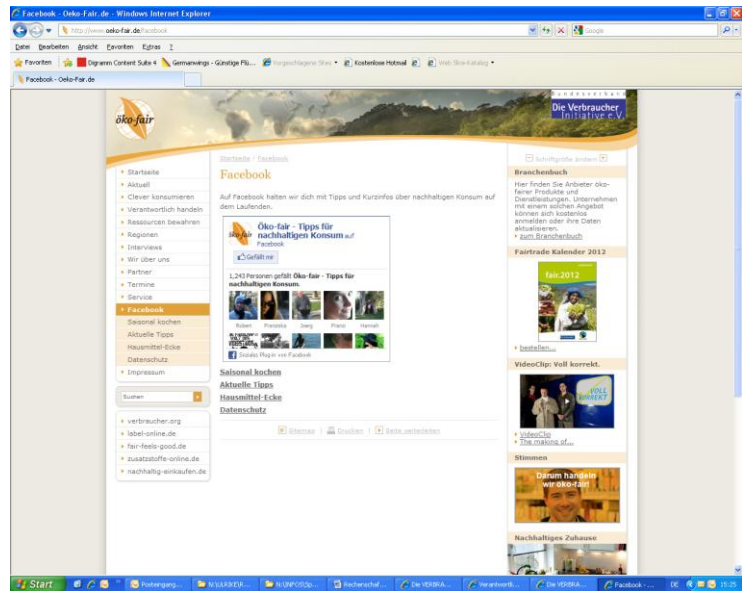 Facebook - Oeko-Fair.de - Windows Internet Explorer
http://www.oeko-fair.de/facebook
Google
Datei Bearbeiten Ansicht Favoriten Extras ?
Favoriten
Digramm Content Suite 4
Germanwings - Günstige Flü...
Vorgeschlagene Sites
Kostenlose Hotmail
Web Slice-Katalog
Facebook - Oeko-Fair.de
öko-fair
Bundesverband
Die Verbraucher
Initiative e.V.
Startseite
Aktuell
Clever konsumieren
Verantwortlich handeln
Ressourcen bewahren
Regionen
Interviews
Wir über uns
Partner
Termine
Service
Facebook
Saisonal kochen
Aktuelle Tipps
Hausmittel-Ecke
Datenschutz
Impressum
Suchen
verbraucher.org
label-online.de
fair-feels-good.de
zusatzstoffe-online.de
nachhaltig-einkaufen.de
Startseite / Facebook
Facebook
Auf Facebook halten wir dich mit Tipps und Kurzinfos über nachhaltigen Konsum auf
dem Laufenden.
öko-fair
Öko-fair - Tipps für
nachhaltigen Konsum auf
Facebook
Gefällt mir
1,243 Personen gefällt Öko-fair - Tipps für
nachhaltigen Konsum.
Robert Franziska Joerg Franzi Hannah
Soziales Plug-in von Facebook
Saisonal kochen
Aktuelle Tipps
Hausmittel-Ecke
Datenschutz
Sitemap / Drucken / Seite weiterleiten
Schriftgröße ändern
Branchenbuch
Hier finden Sie Anbieter öko-
fairer Produkte und
Dienstleistungen. Unternehmen
mit einem solchen Angebot
können sich kostenlos
anmelden oder ihre Daten
aktualisieren.
zum Branchenbuch
Fairtrade Kalender 2012
fair.2012
bestellen...
VideoClip: Voll korrekt.
VOLL
KORREKT
VideoClip
The making of...
Stimmen
Darum handeln
wir öko-fair!
Nachhaltiges Zuhause
Start
Posteingang...
Rechenschaf...
Die VERBRA...
Verantwortli...
Die VERBRA...
Facebook - ...
DE
15:25